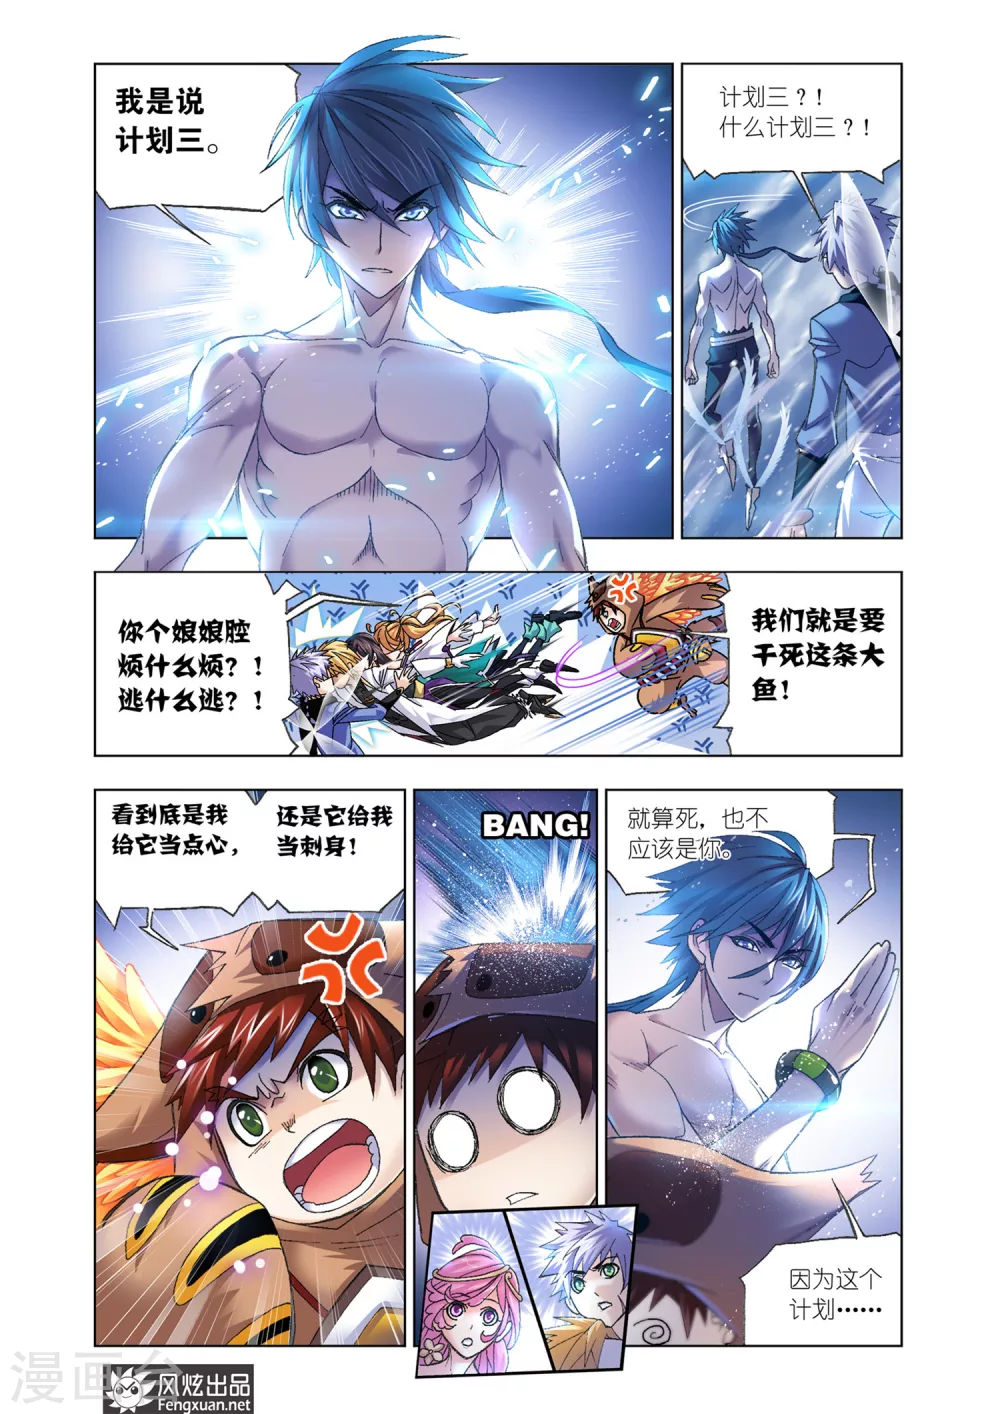 我是说
计划三。
计划三？！
什么计划三？！
你个娘娘腔
烦什么烦？！
逃什么逃？！
我们就是要
干死这条大
鱼！
看到底是我
给它当点心，
还是它给我
当刺身！
BANG!
就算死，也不
应该是你。
因为这个
计划……
漫画台
风炫出品
Fengxuan.net